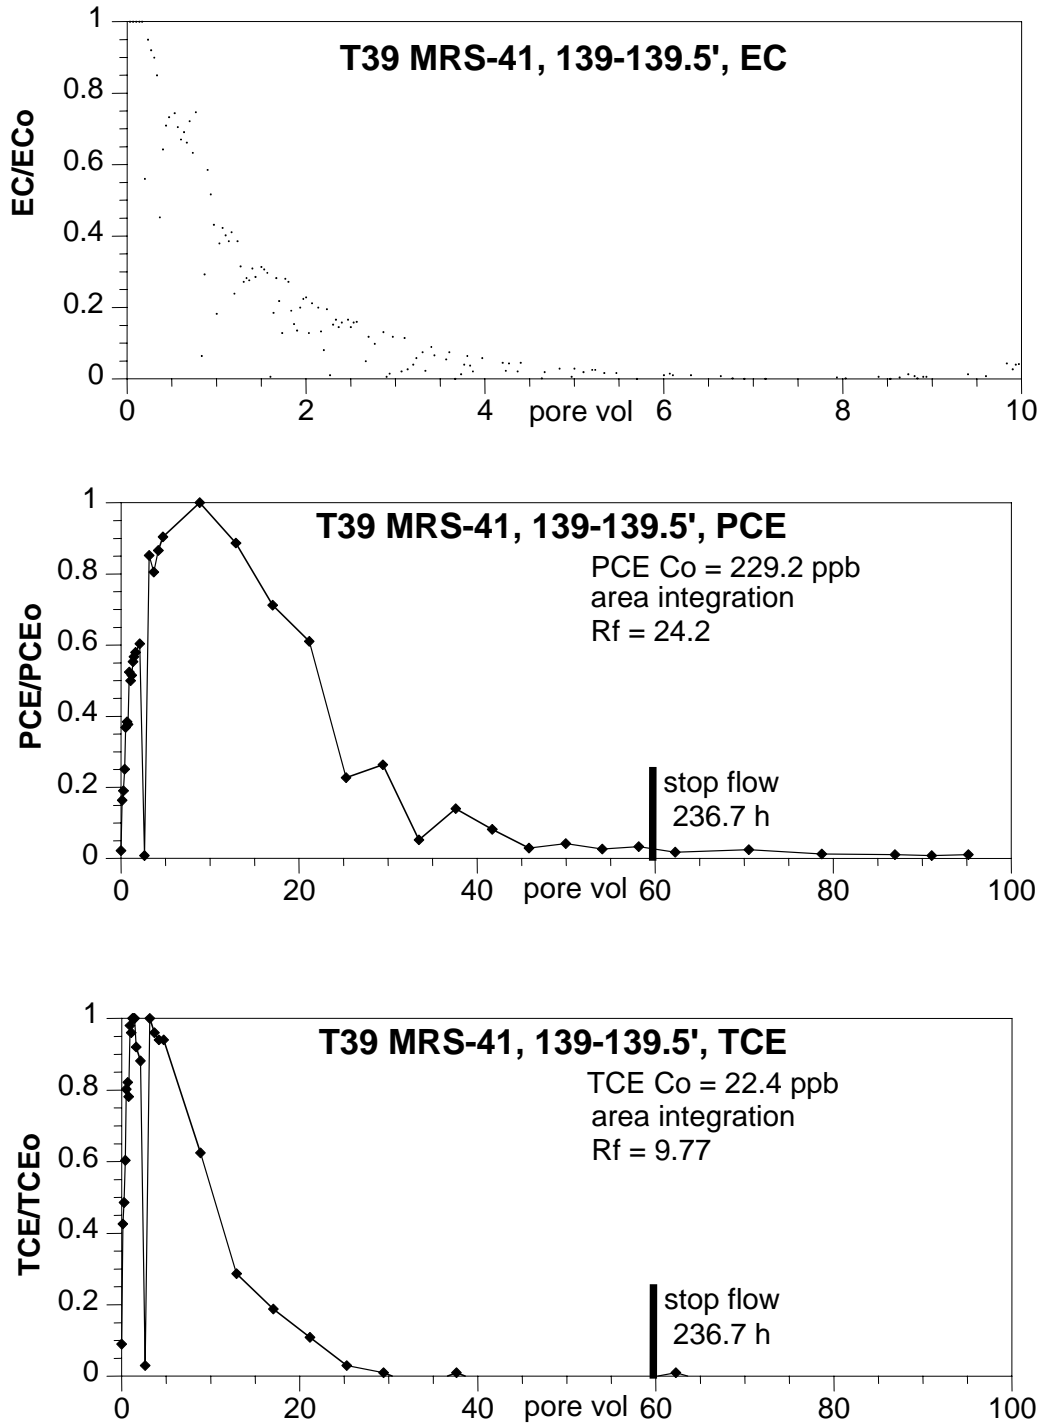 T39 MRS-41, 139-139.5', EC
EC/ECo
1
0.8
0.6
0.4
0.2
0
0 2 4 pore vol 6 8 10
T39 MRS-41, 139-139.5', PCE
PCE Co = 229.2 ppb
area integration
Rf = 24.2
PCE/PCEo
1
0.8
0.6
0.4
0.2
0
stop flow
236.7 h
0 20 40 pore vol 60 80 100
T39 MRS-41, 139-139.5', TCE
TCE Co = 22.4 ppb
area integration
Rf = 9.77
TCE/TCEo
1
0.8
0.6
0.4
0.2
0
stop flow
236.7 h
0 20 40 pore vol 60 80 100